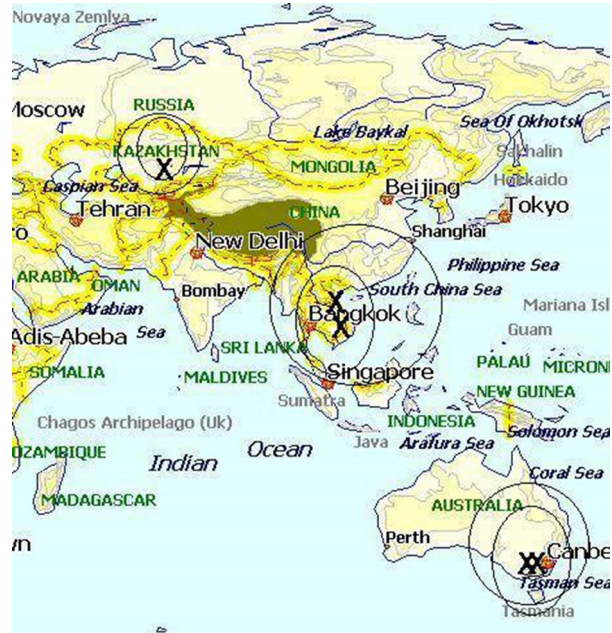 Novaya Zemlya
Moscow
RUSSIA
Sea Of Okhotsk
Lake Baykal
KAZAKHSTAN
Sakhalin
MONGOLIA
Hokkaido
Caspian Sea
Beijing
Tehran
CHINA
Tokyo
Shanghai
New Delhi
Philippine Sea
ARABIA
OMAN
Bombay
South China Sea
Arabian
Sea
Bangkok
Mariana Isl
Adis-Abeba
Guam
SRI LANKA
SOMALIA
MALDIVES
Singapore
PALAU
MICRONE
Sumatra
NEW GUINEA
Chagos Archipelago (Uk)
INDONESIA
Solomon Sea
Java
Arafura Sea
OZAMBIQUE
Indian
Ocean
Coral Sea
MADAGASCAR
AUSTRALIA
Perth
wn
Canbe
XX
Tasman Sea
Tasmania
X
X
X